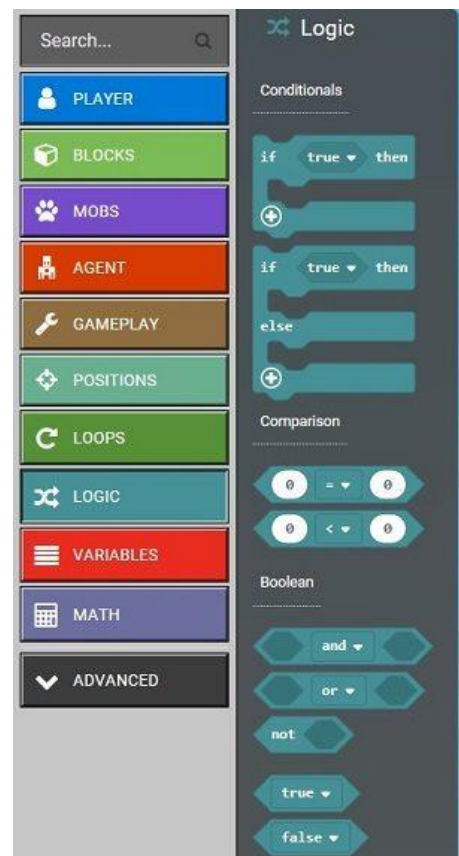 Search...
PLAYER
BLOCKS
MOBS
AGENT
GAMEPLAY
POSITIONS
LOOPS
LOGIC
VARIABLES
MATH
ADVANCED
Logic
Conditionals
if true then
if true then
else
Comparison
0 = 0
0 < 0
Boolean
and
or
not
true
false